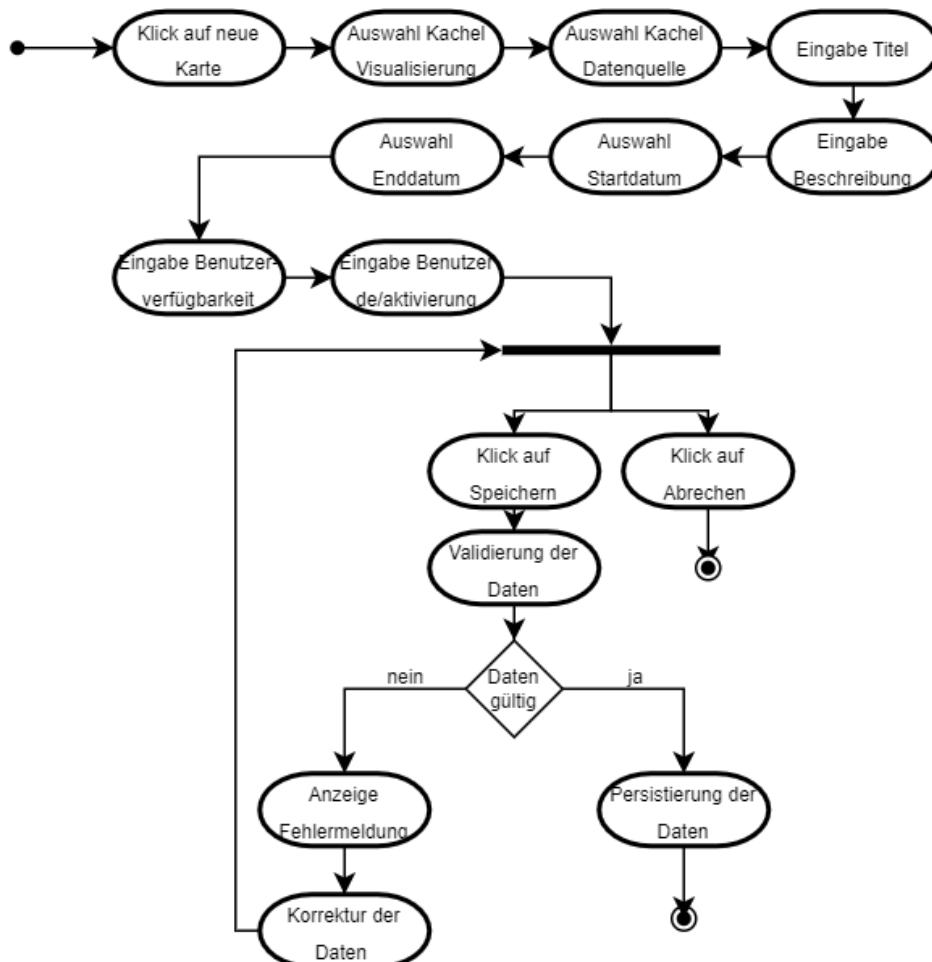 Klick auf neue
Karte
Auswahl Kachel
Visualisierung
Auswahl Kachel
Datenquelle
Eingabe Titel
Eingabe
Beschreibung
Auswahl
Startdatum
Auswahl
Enddatum
Eingabe Benutzer-
verfügbarkeit
Eingabe Benutzer
de/aktivierung
Klick auf
Speichern
Klick auf
Abrechen
Validierung der
Daten
Daten
gültig
nein
ja
Anzeige
Fehlermeldung
Persistierung der
Daten
Korrektur der
Daten